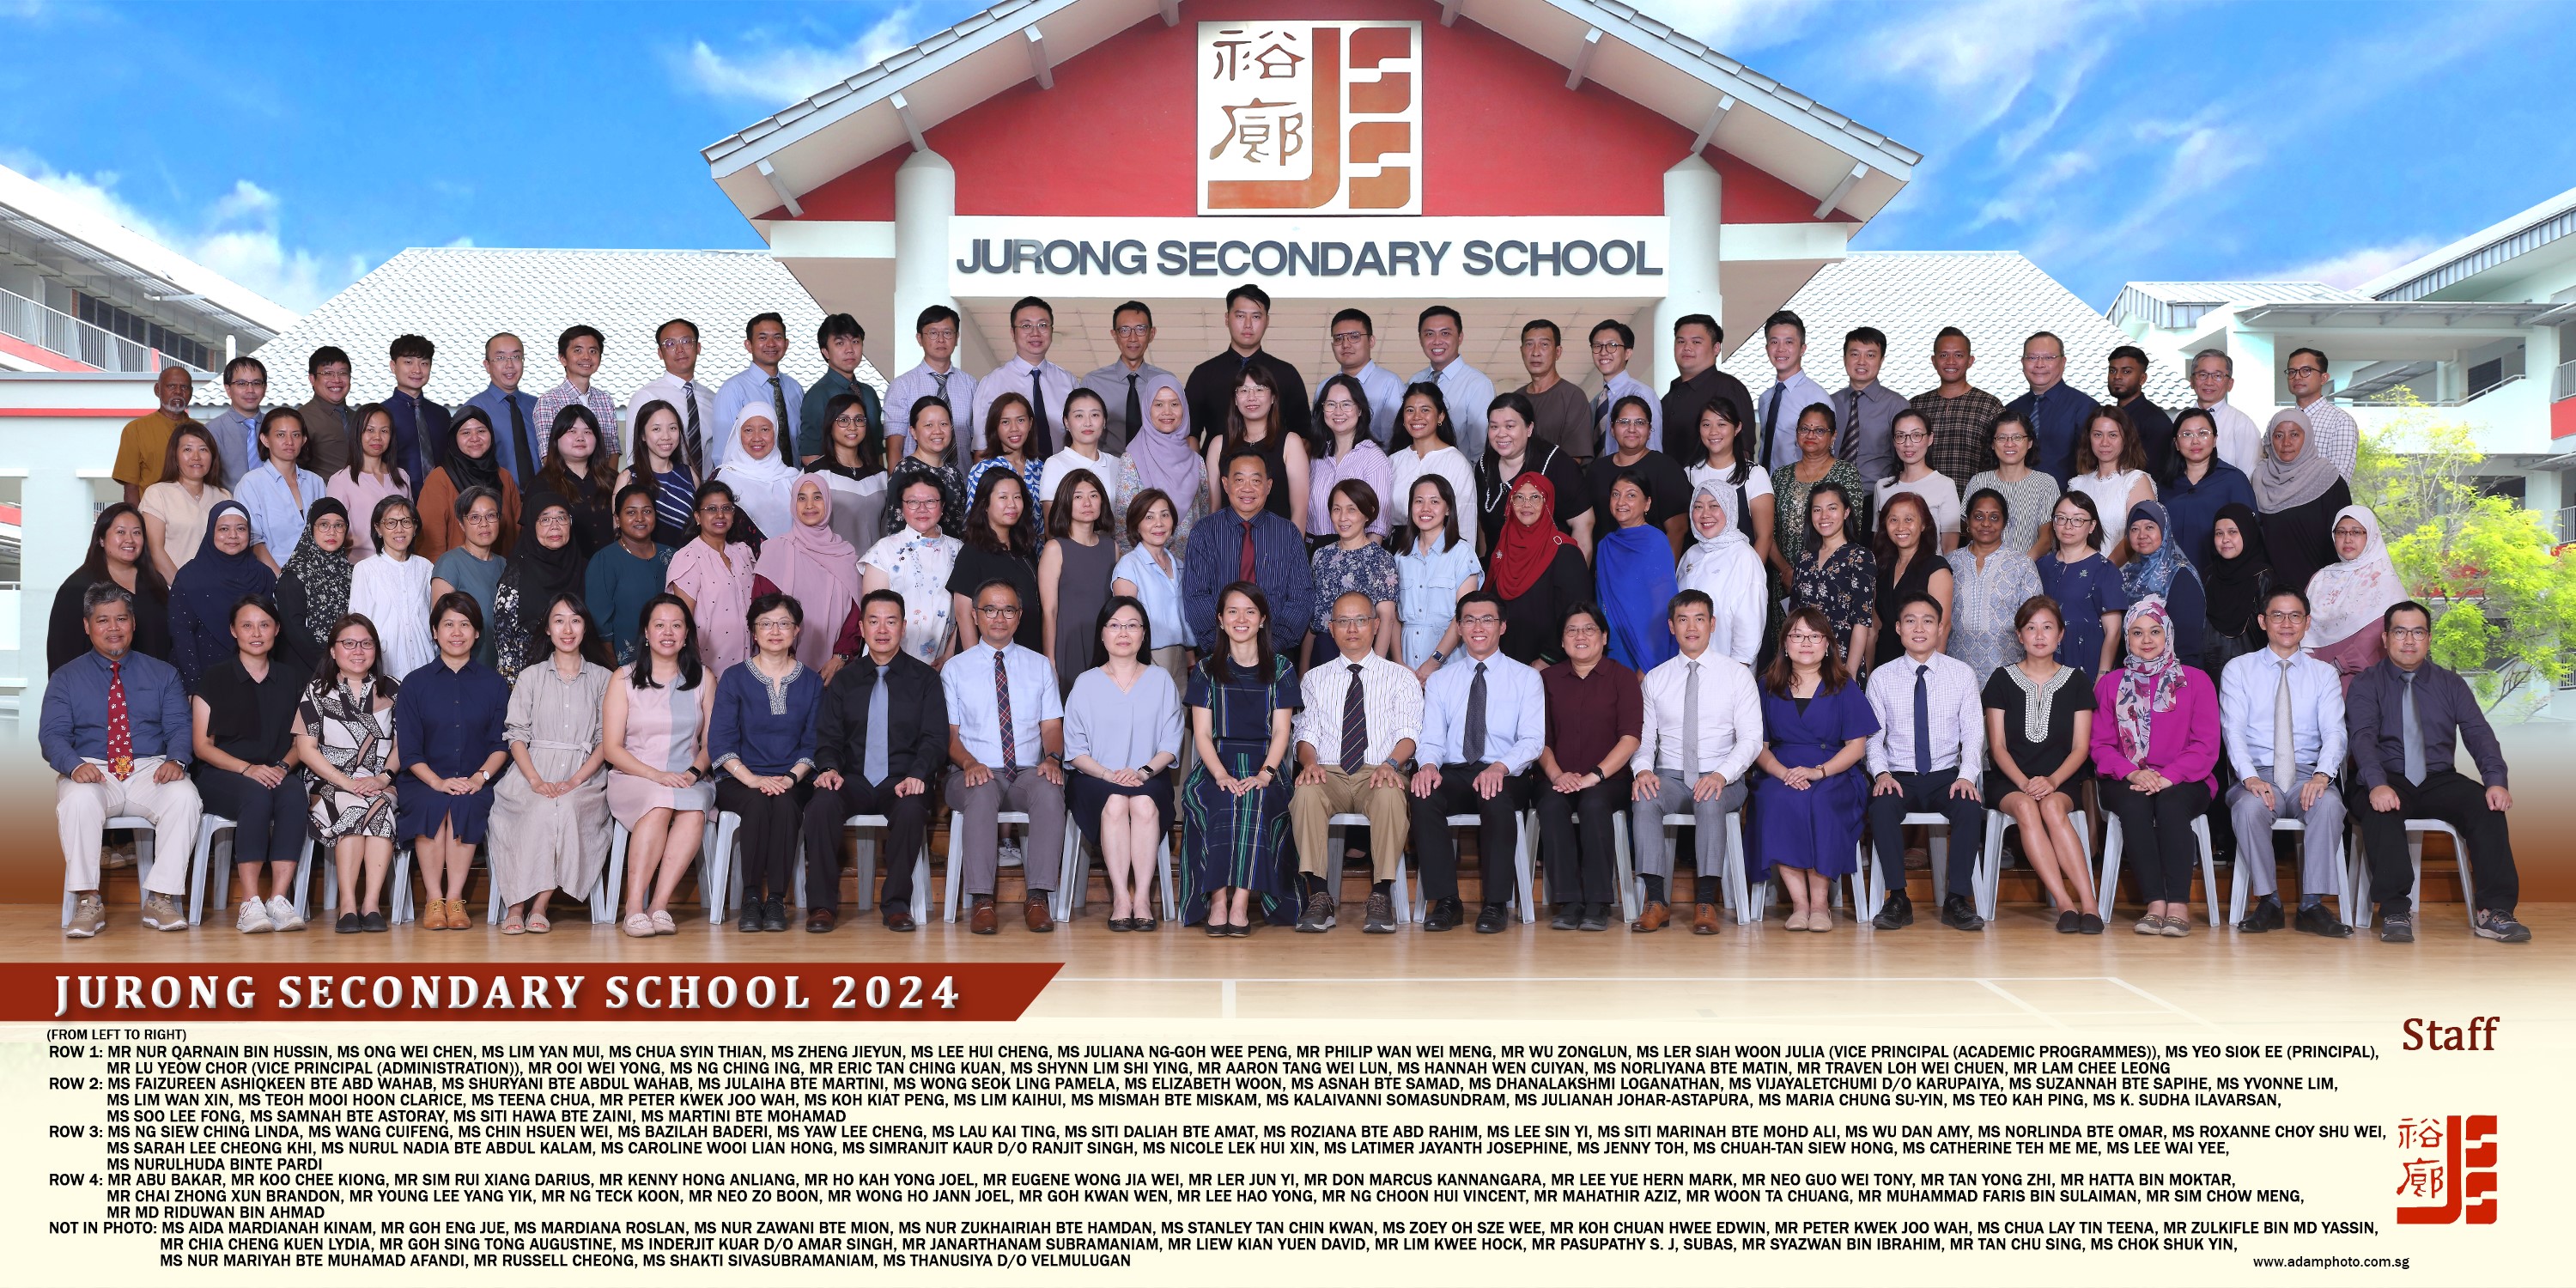 裕廊
JURONG SECONDARY SCHOOL
JURONG SECONDARY SCHOOL 2024
Staff
(FROM LEFT TO RIGHT)
ROW 1: MR NUR QARNAIN BIN HUSSIN, MS ONG WEI CHEN, MS LIM YAN MUI, MS CHUA SYIN THIAN, MS ZHENG JIEYUN, MS LEE HUI CHENG, MS JULIANA NG-GOH WEE PENG, MR PHILIP WAN WEI MENG, MR WU ZONGLUN, MS LER SIAH WOON JULIA (VICE PRINCIPAL (ACADEMIC PROGRAMMES)), MS YEO SIOK EE (PRINCIPAL),
MR LU YEOW CHOR (VICE PRINCIPAL (ADMINISTRATION)), MR OOI WEI YONG, MS NG CHING ING, MR ERIC TAN CHING KUAN, MS SHYNN LIM SHI YING, MR AARON TANG WEI LUN, MS HANNAH WEN CUIYAN, MS NORLIYANA BTE MATIN, MR TRAVEN LOH WEI CHUEN, MR LAM CHEE LEONG
ROW 2: MS FAIZUREEN ASHIQKEEN BTE ABD WAHAB, MS SHURYANI BTE ABDUL WAHAB, MS JULAIHA BTE MARTINI, MS WONG SEOK LING PAMELA, MS ELIZABETH WOON, MS ASNAH BTE SAMAD, MS DHANALAKSHMI LOGANATHAN, MS VIJAYALETCHUMI D/O KARUPAIYA, MS SUZANNAH BTE SAPIHE, MS YVONNE LIM,
MS LIM WAN XIN, MS TEOH MOOI HOON CLARICE, MS TEENA CHUA, MR PETER KWEK JOO WAH, MS KOH KIAT PENG, MS LIM KAIHUI, MS MISMAH BTE MISKAM, MS KALAIVANNI SOMASUNDRAM, MS JULIANAH JOHAR-ASTAPURA, MS MARIA CHUNG SU-YIN, MS TEO KAH PING, MS K. SUDHA ILAVARSAN,
MS SOO LEE FONG, MS SAMNAH BTE ASTORAY, MS SITI HAWA BTE ZAINI, MS MARTINI BTE MOHAMAD
ROW 3: MS NG SIEW CHING LINDA, MS WANG CUIFENG, MS CHIN HSUEN WEI, MS BAZILAH BADERI, MS YAW LEE CHENG, MS LAU KAI TING, MS SITI DALIAH BTE AMAT, MS ROZIANA BTE ABD RAHIM, MS LEE SIN YI, MS SITI MARINAH BTE MOHD ALI, MS WU DAN AMY, MS NORLINDA BTE OMAR, MS ROXANNE CHOY SHU WEI,
MS SARAH LEE CHEONG KHI, MS NURUL NADIA BTE ABDUL KALAM, MS CAROLINE WOOI LIAN HONG, MS SIMRANJIT KAUR D/O RANJIT SINGH, MS NICOLE LEK HUI XIN, MS LATIMER JAYANTH JOSEPHINE, MS JENNY TOH, MS CHUAH-TAN SIEW HONG, MS CATHERINE TEH ME ME, MS LEE WAI YEE,
MS NURULHUDA BINTE PARDI
ROW 4: MR ABU BAKAR, MR KOO CHEE KIONG, MR SIM RUI XIANG DARIUS, MR KENNY HONG ANLIANG, MR HO KAH YONG JOEL, MR EUGENE WONG JIA WEI, MR LER JUN YI, MR DON MARCUS KANNANGARA, MR LEE YUE HERN MARK, MR NEO GUO WEI TONY, MR TAN YONG ZHI, MR HATTA BIN MOKTAR,
MR CHAI ZHONG XUN BRANDON, MR YOUNG LEE YANG YIK, MR NG TECK KOON, MR NEO ZO BOON, MR WONG HO JANN JOEL, MR GOH KWAN WEN, MR LEE HAO YONG, MR NG CHOON HUI VINCENT, MR MAHATHIR AZIZ, MR WOON TA CHUANG, MR MUHAMMAD FARIS BIN SULAIMAN, MR SIM CHOW MENG,
MR MD RIDUWAN BIN AHMAD
NOT IN PHOTO: MS AIDA MARDIANAH KINAM, MR GOH ENG JUE, MS MARDIANA ROSLAN, MS NUR ZAWANI BTE MION, MS NUR ZUKHAIRIAH BTE HAMDAN, MS STANLEY TAN CHIN KWAN, MS ZOEY OH SZE WEE, MR KOH CHUAN HWEE EDWIN, MR PETER KWEK JOO WAH, MS CHUA LAY TIN TEENA, MR ZULKIFLE BIN MD YASSIN,
MR CHIA CHENG KUEN LYDIA, MR GOH SING TONG AUGUSTINE, MS INDERJIT KUAR D/O AMAR SINGH, MR JANARTHANAM SUBRAMANIAM, MR LIEW KIAN YUEN DAVID, MR LIM KWEE HOCK, MR PASUPATHY S. J, SUBAS, MR SYAZWAN BIN IBRAHIM, MR TAN CHU SING, MS CHOK SHUK YIN,
MS NUR MARIYAH BTE MUHAMAD AFANDI, MR RUSSELL CHEONG, MS SHAKTI SIVASUBRAMANIAM, MS THANUSIYA D/O VELMULUGAN
裕廊
www.adamphoto.com.sg